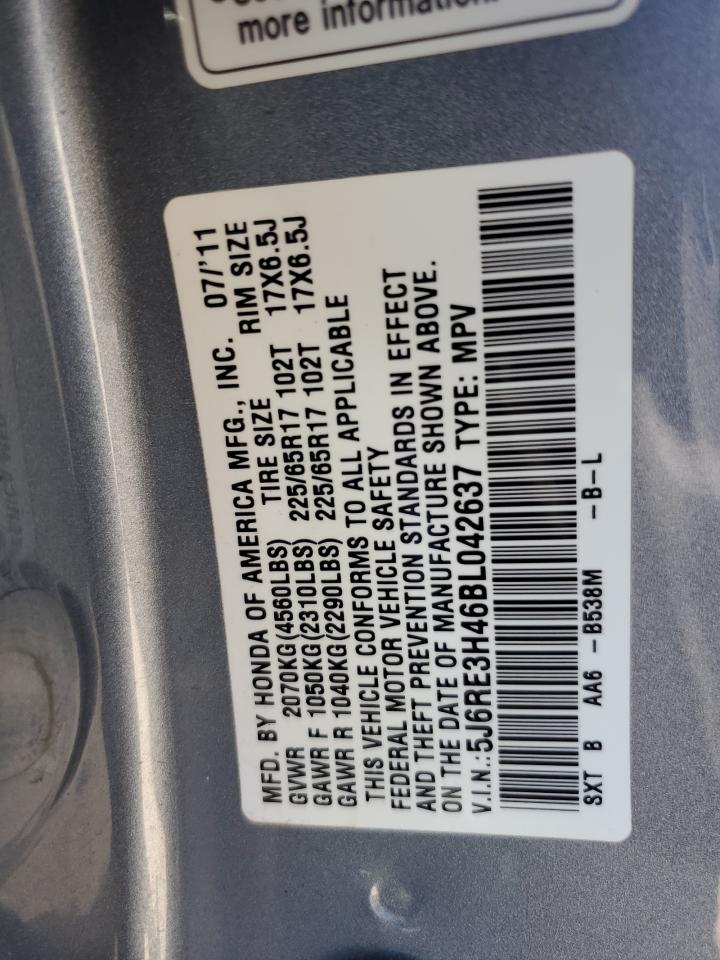 more information.
MFD. BY HONDA OF AMERICA MFG., INC. 07/'11
GVWR 2070KG(4560LBS) TIRE SIZE RIM SIZE
GAWR F 1050KG(2310LBS) 225/65R17 102T 17X6.5J
GAWR R 1040KG(2290LBS) 225/65R17 102T 17X6.5J
THIS VEHICLE CONFORMS TO ALL APPLICABLE
FEDERAL MOTOR VEHICLE SAFETY
AND THEFT PREVENTION STANDARDS IN EFFECT
ON THE DATE OF MANUFACTURE SHOWN ABOVE.
V.I.N.:5J6RE3H46BL042637 TYPE: MPV
SXT B AA6 -B538M -B-L